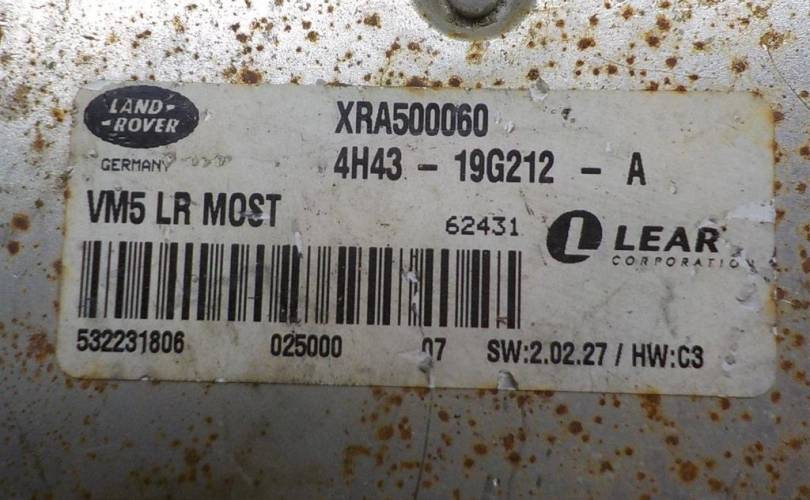 LAND-
-ROVER
GERMANY
XRA500060
4H43 - 19G212 - A
VM5 LR MOST
62431
LEAR
CORPORATION
532231806 025000 07 SW:2.02.27 / HW:C3